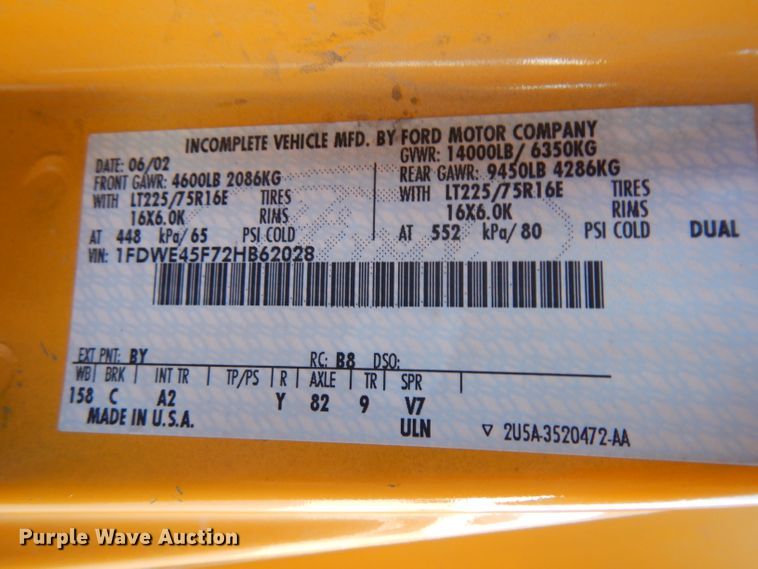 INCOMPLETE VEHICLE MFD. BY FORD MOTOR COMPANY
DATE: 06/02 GVWR: 14000LB/ 6350KG
FRONT GAWR: 4600LB 2086KG REAR GAWR: 9450LB 4286KG
WITH LT225/75R16E TIRES WITH LT225/75R16E TIRES
16X6.0K RIMS 16X6.0K RIMS
AT 448 kPa/65 PSI COLD AT 552 kPa/80 PSI COLD DUAL
VIN: 1FDWE45F72HB62028
EXT PNT: BY RC: B8 DSO:
WB BRK INT TR TP/PS R AXLE TR SPR
158 C A2 Y 82 9 V7
MADE IN U.S.A. ULN ▽ 2U5A-3520472-AA
Purple Wave Auction